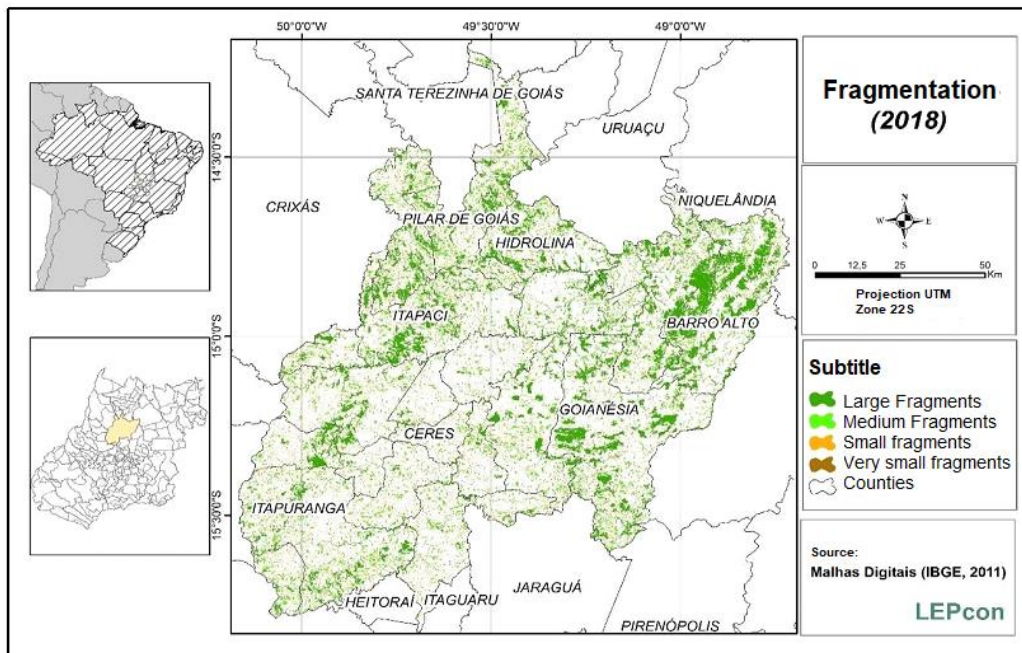 50°0'0"W
49°30'0"W
49°0'0"W
14°30'0"S
15°0'0"S
15°30'0"S
SANTA TEREZINHA DE GOIÁS
URUAÇU
CRIXÁS
NIQUELÂNDIA
PILAR DE GOIÁS
HIDROLINA
ITAPACI
BARRO ALTO
GOIANÉSIA
CERES
ITAPURANGA
JARAGUÁ
HEITORAÍ
ITAGUARU
PIRENÓPOLIS
Fragmentation
(2018)
N
W
E
S
0
12,5
25
50
Km
Projection UTM
Zone 22S
Subtitle
Large Fragments
Medium Fragments
Small fragments
Very small fragments
Counties
Source:
Malhas Digitais (IBGE, 2011)
LEPcon